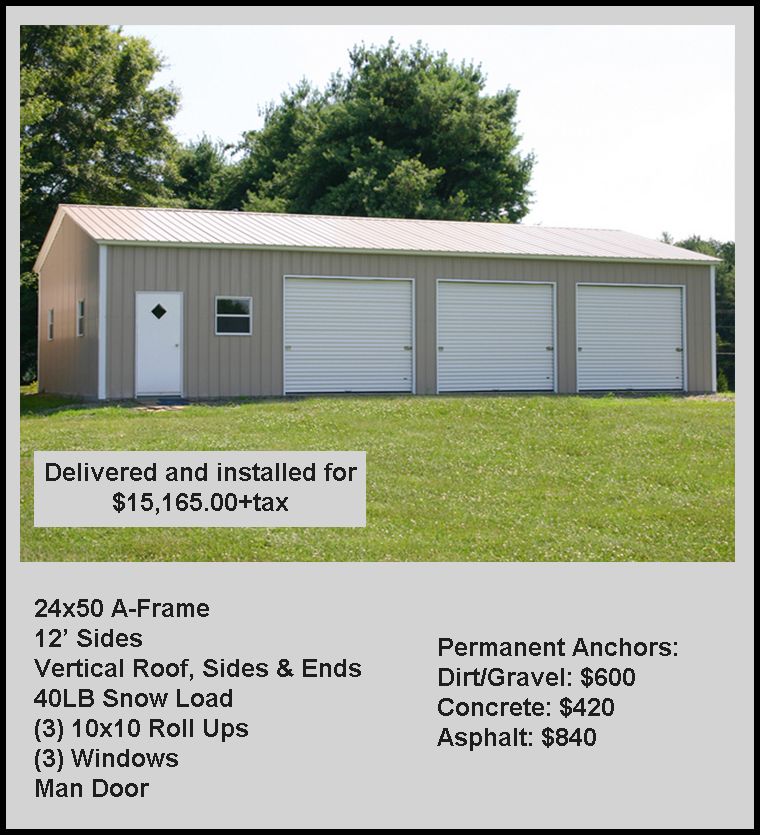 Delivered and installed for
$15,165.00+tax
24x50 A-Frame
12’ Sides
Vertical Roof, Sides & Ends
40LB Snow Load
(3) 10x10 Roll Ups
(3) Windows
Man Door
Permanent Anchors:
Dirt/Gravel: $600
Concrete: $420
Asphalt: $840